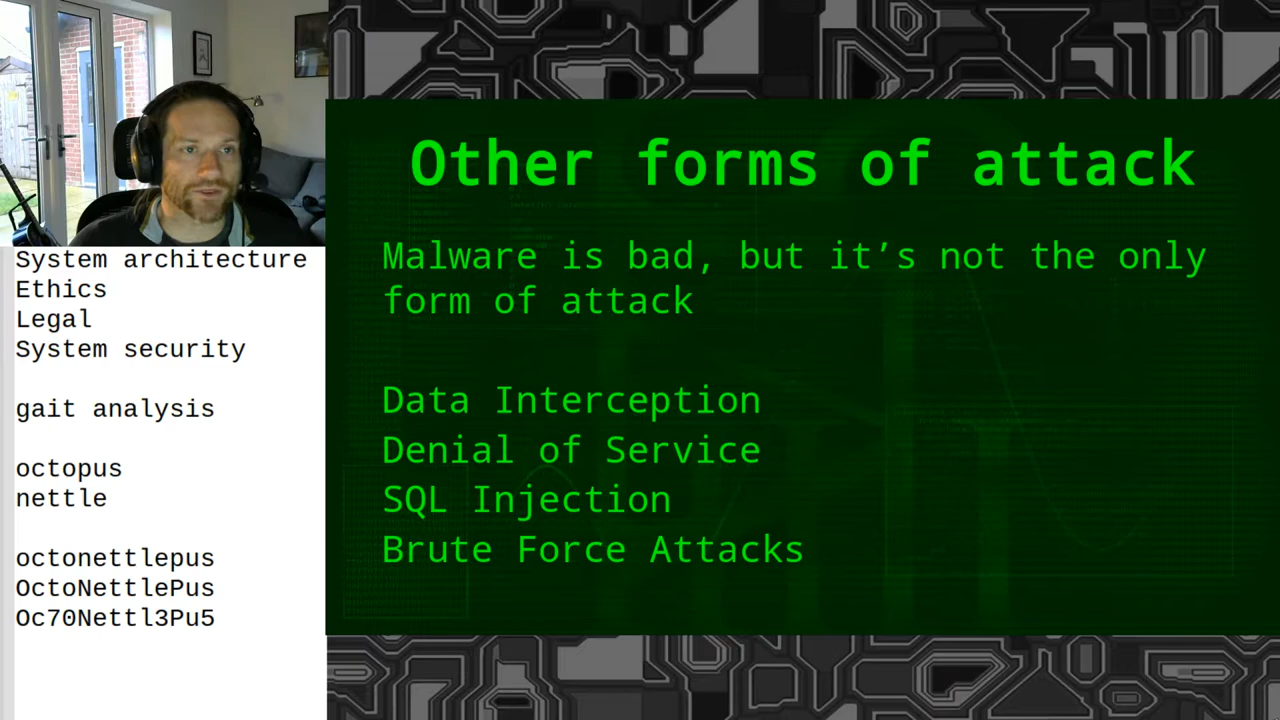 System architecture
Ethics
Legal
System security
gait analysis
octopus
nettle
octonettlepus
OctoNettlePus
Oc70Nettl3Pu5
Other forms of attack
Malware is bad, but it’s not the only
form of attack
Data Interception
Denial of Service
SQL Injection
Brute Force Attacks